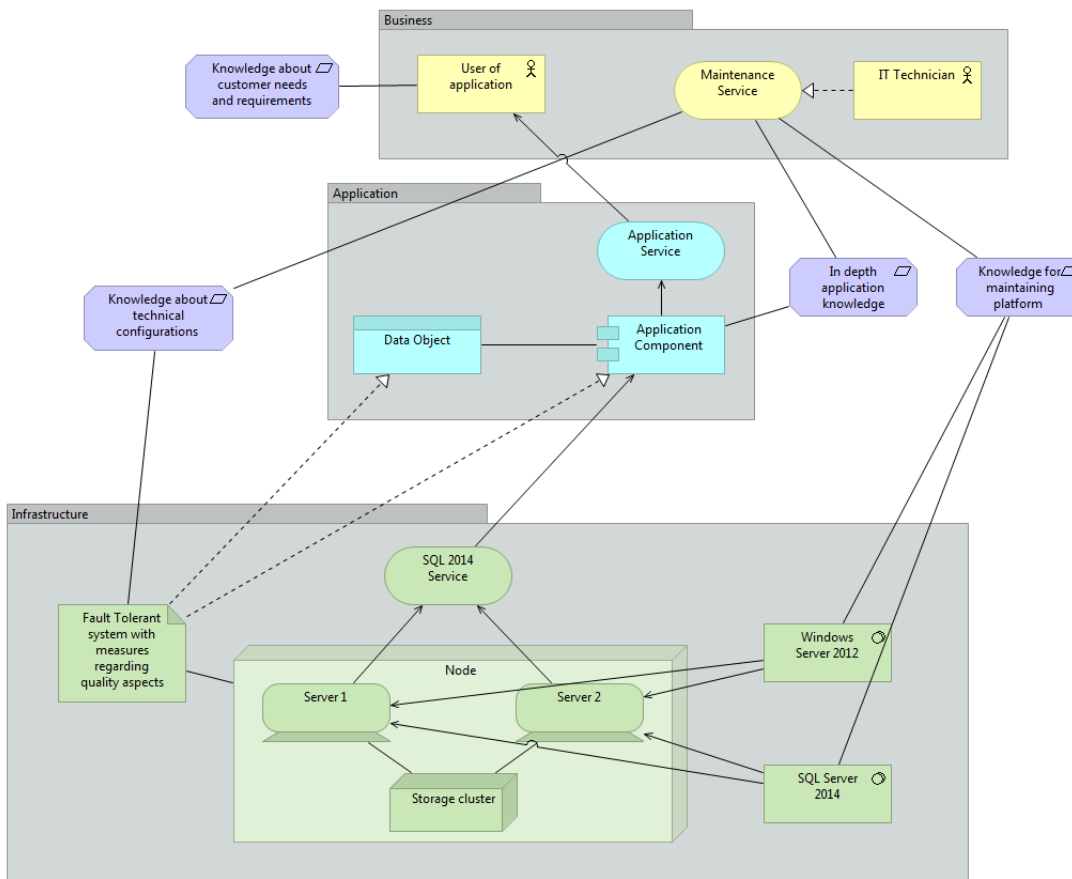 Business
Knowledge about
customer needs
and requirements
User of
application
Maintenance
Service
IT Technician
Application
Application
Service
Knowledge about
technical
configurations
In depth
application
knowledge
Knowledge for
maintaining
platform
Data Object
Application
Component
Infrastructure
SQL 2014
Service
Fault Tolerant
system with
measures
regarding
quality aspects
Node
Windows
Server 2012
Server 1
Server 2
Storage cluster
SQL Server
2014